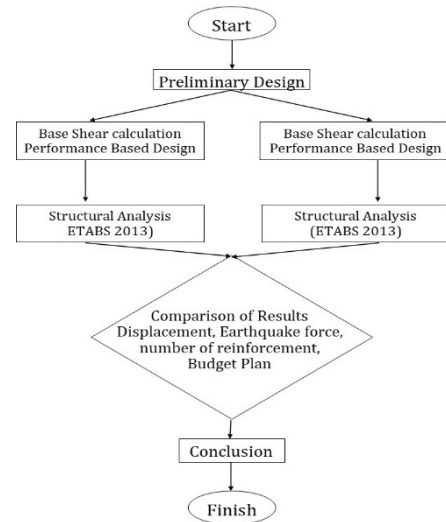 Start
Preliminary Design
Base Shear calculation
Performance Based Design
Base Shear calculation
Performance Based Design
Structural Analysis
ETABS 2013)
Structural Analysis
(ETABS 2013)
Comparison of Results
Displacement, Earthquake force,
number of reinforcement,
Budget Plan
Conclusion
Finish